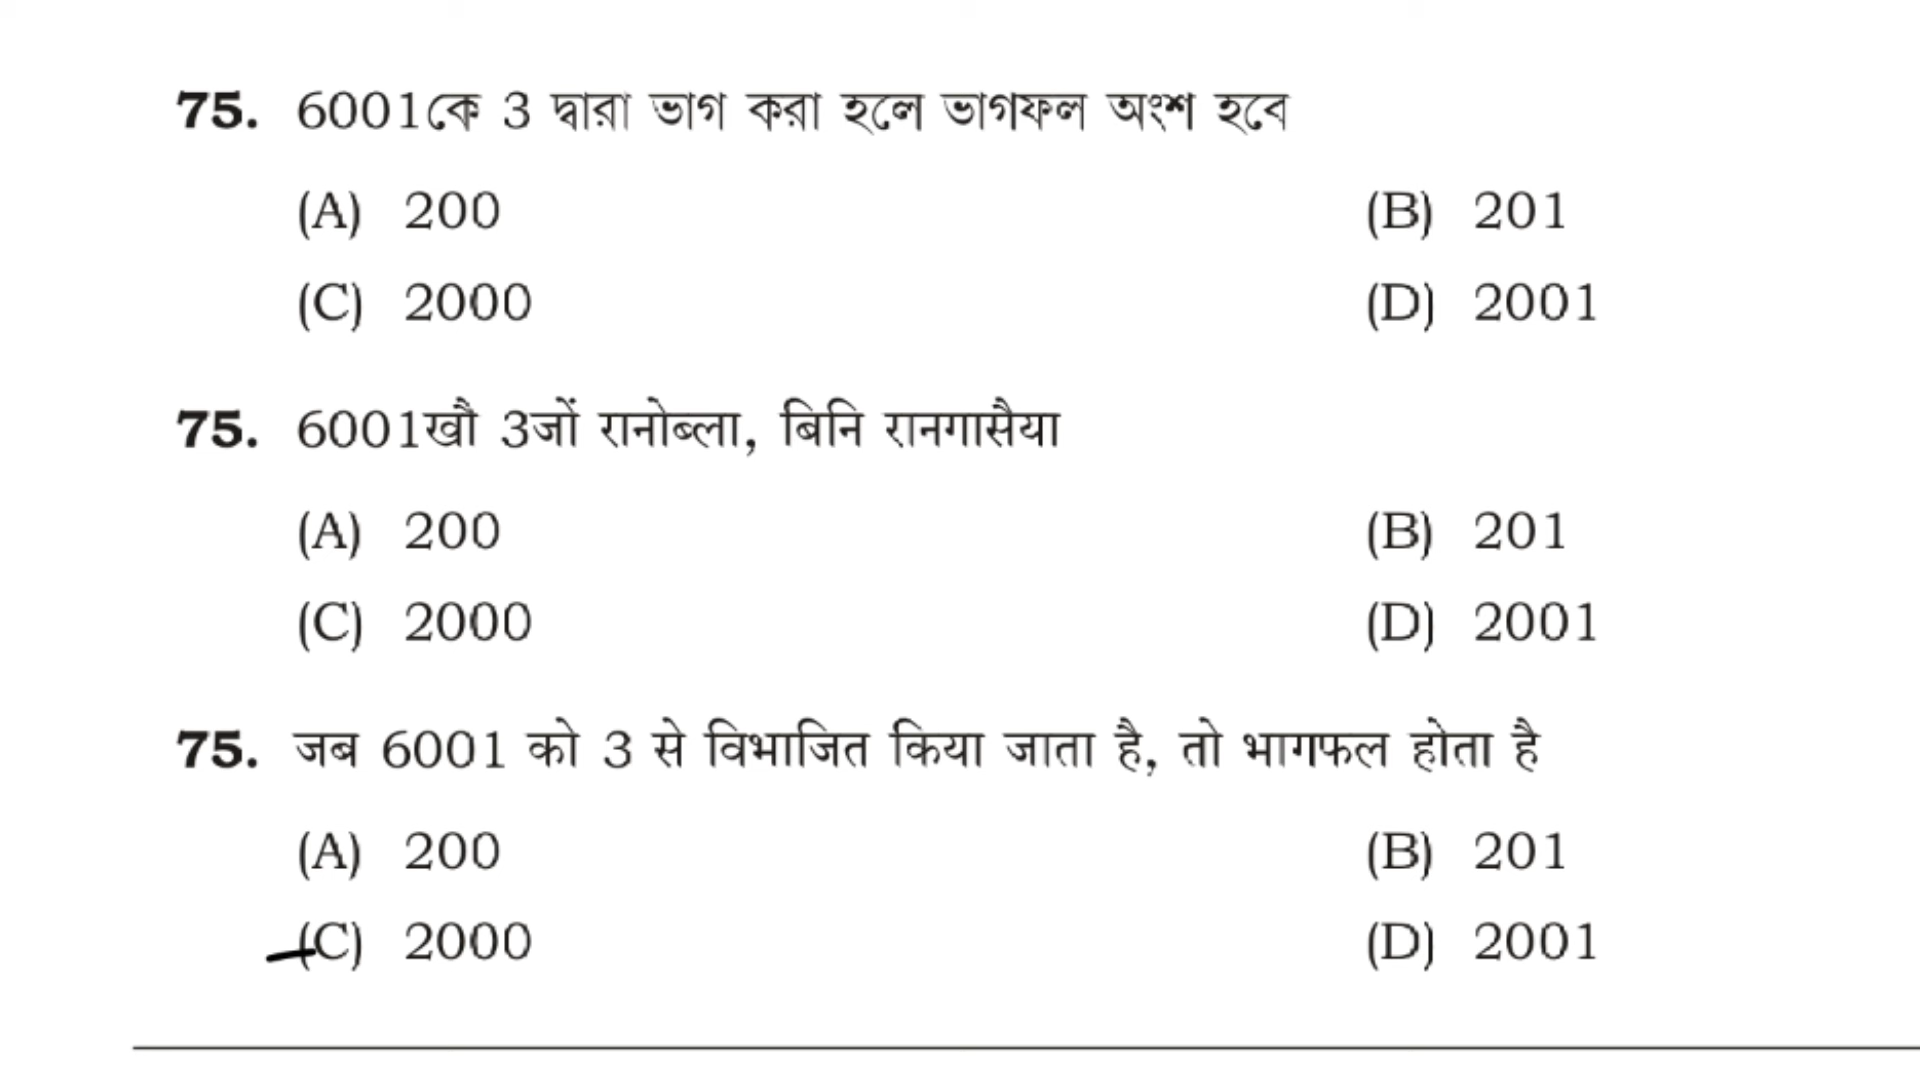 75. 6001কে 3 দ্বারা ভাগ করা হলে ভাগফল অংশ হবে
(A) 200 (B) 201
(C) 2000 (D) 2001
75. 6001खौ 3जों रानोब्ला, बिनि रानगासैया
(A) 200 (B) 201
(C) 2000 (D) 2001
75. जब 6001 को 3 से विभाजित किया जाता है, तो भागफल होता है
(A) 200 (B) 201
(C) 2000 (D) 2001